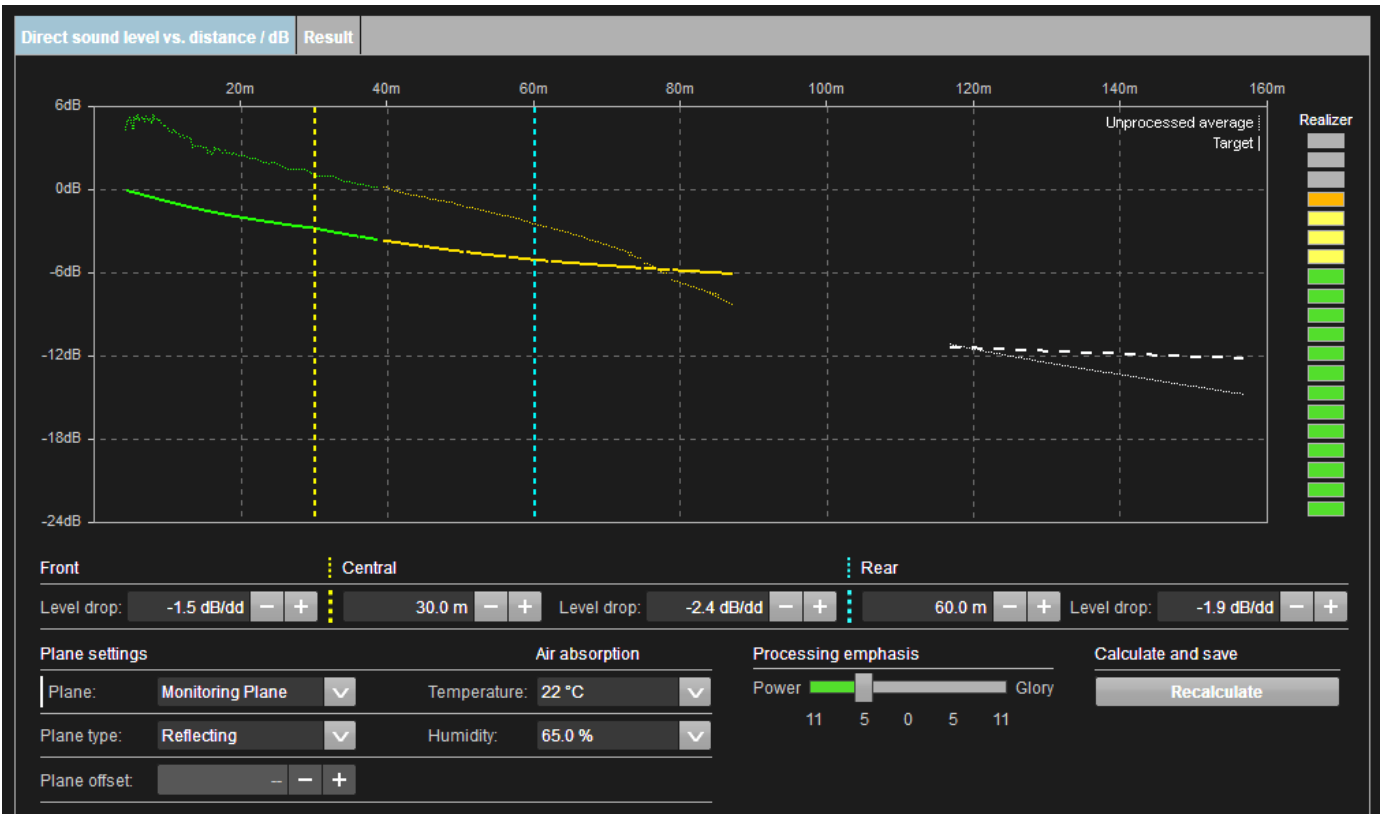 Direct sound level vs. distance / dB Result
20m 40m 60m 80m 100m 120m 140m 160m
6dB
Unprocessed average
Realizer
Target
0dB
-6dB
-12dB
-18dB
-24dB
Front Central Rear
Level drop: -1.5 dB/dd − + 30.0 m − + Level drop: -2.4 dB/dd − + 60.0 m − + Level drop: -1.9 dB/dd − +
Plane settings Air absorption Processing emphasis Calculate and save
Plane: Monitoring Plane Temperature: 22 °C Power Glory Recalculate
11 5 0 5 11
Plane type: Reflecting Humidity: 65.0 %
Plane offset: -- − +